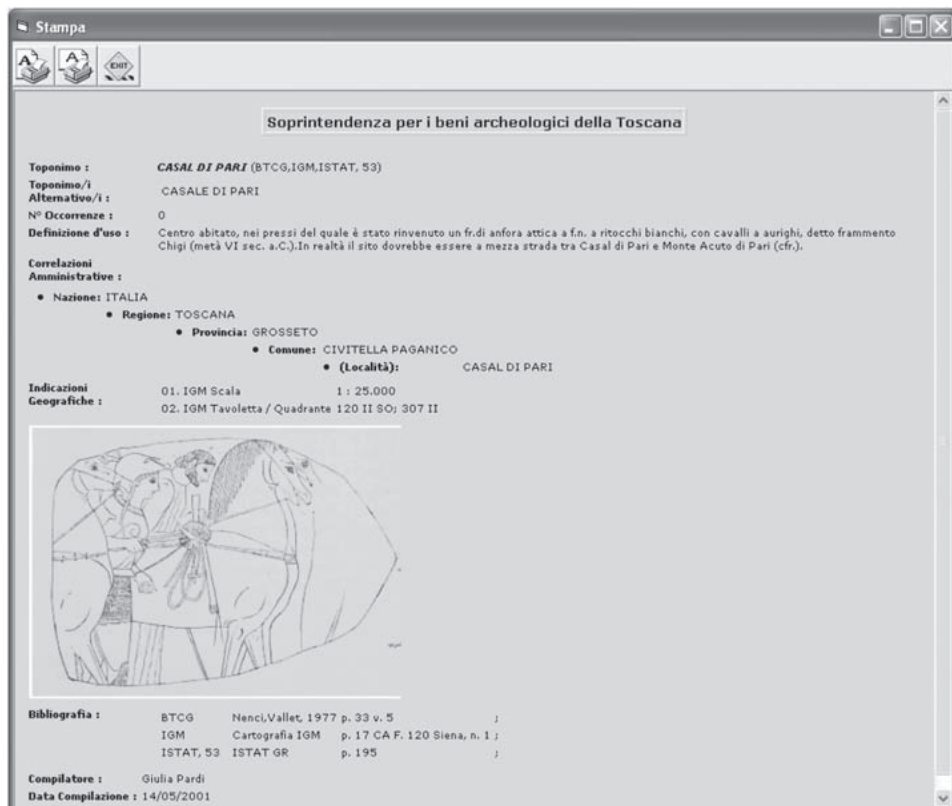 Stampa
EXIT
Soprintendenza per i beni archeologici della Toscana
Toponimo : CASAL DI PARI (BTCG,IGM,ISTAT, 53)
Toponimo/i
Alternativo/i : CASALE DI PARI
N° Occorrenze : 0
Definizione d'uso : Centro abitato, nei pressi del quale è stato rinvenuto un fr.di anfora attica a f.n. a ritocchi bianchi, con cavalli a aurighi, detto frammento
Chigi (metà VI sec. a.C.).In realtà il sito dovrebbe essere a mezza strada tra Casal di Pari e Monte Acuto di Pari (cfr.).
Correlazioni
Amministrative :
• Nazione: ITALIA
• Regione: TOSCANA
• Provincia: GROSSETO
• Comune: CIVITELLA PAGANICO
• (Località): CASAL DI PARI
Indicazioni
Geografiche : 01. IGM Scala 1 : 25.000
02. IGM Tavoletta / Quadrante 120 II SO; 307 II
Bibliografia : BTCG Nenci,Vallet, 1977 p. 33 v. 5 ;
IGM Cartografia IGM p. 17 CA F. 120 Siena, n. 1 ;
ISTAT, 53 ISTAT GR p. 195 ;
Compilatore : Giulia Pardi
Data Compilazione : 14/05/2001